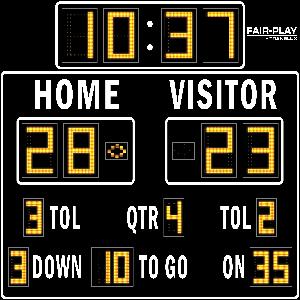 10:37
FAIR-PLAY
HOME VISITOR
28 23
3 TOL QTR 4 TOL 2
3 DOWN 10 TO GO ON 35